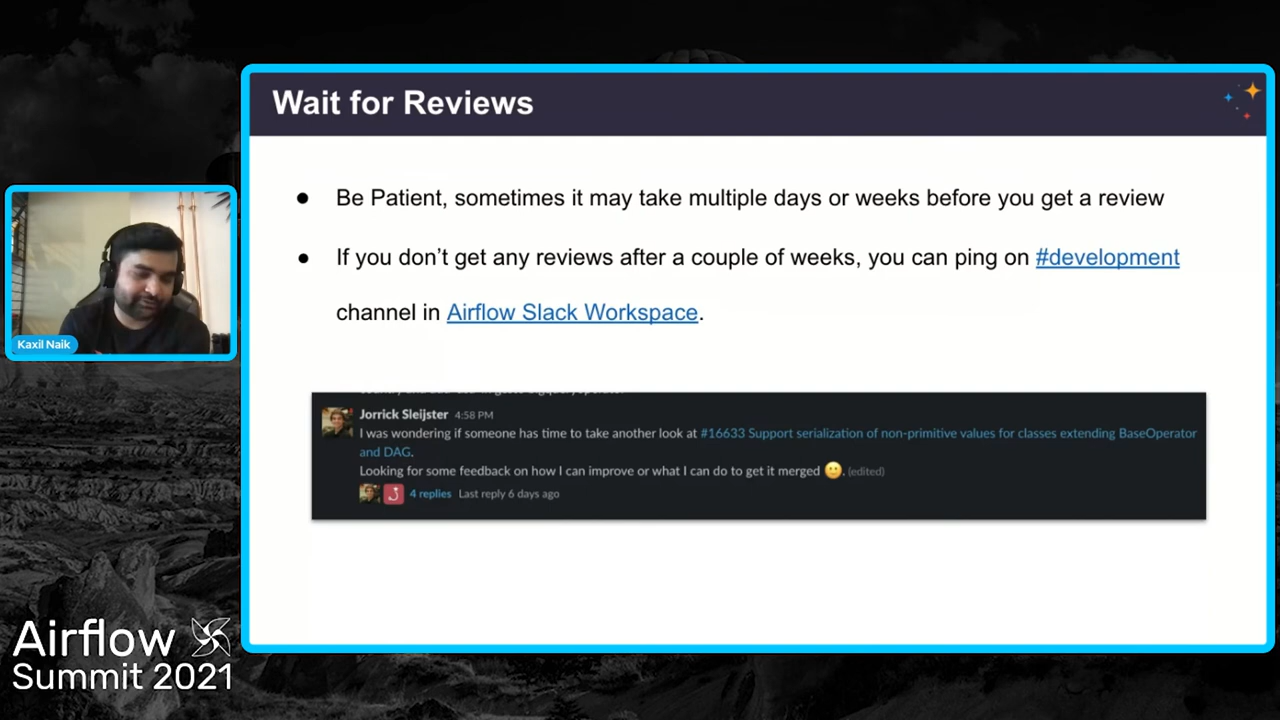 Wait for Reviews
● Be Patient, sometimes it may take multiple days or weeks before you get a review
● If you don’t get any reviews after a couple of weeks, you can ping on #development
channel in Airflow Slack Workspace.
Jorrick Sleijster 4:58 PM
I was wondering if someone has time to take another look at #16633 Support serialization of non-primitive values for classes extending BaseOperator
and DAG.
Looking for some feedback on how I can improve or what I can do to get it merged 🙂. (edited)
4 replies Last reply 6 days ago
Kaxil Naik
Airflow
Summit 2021